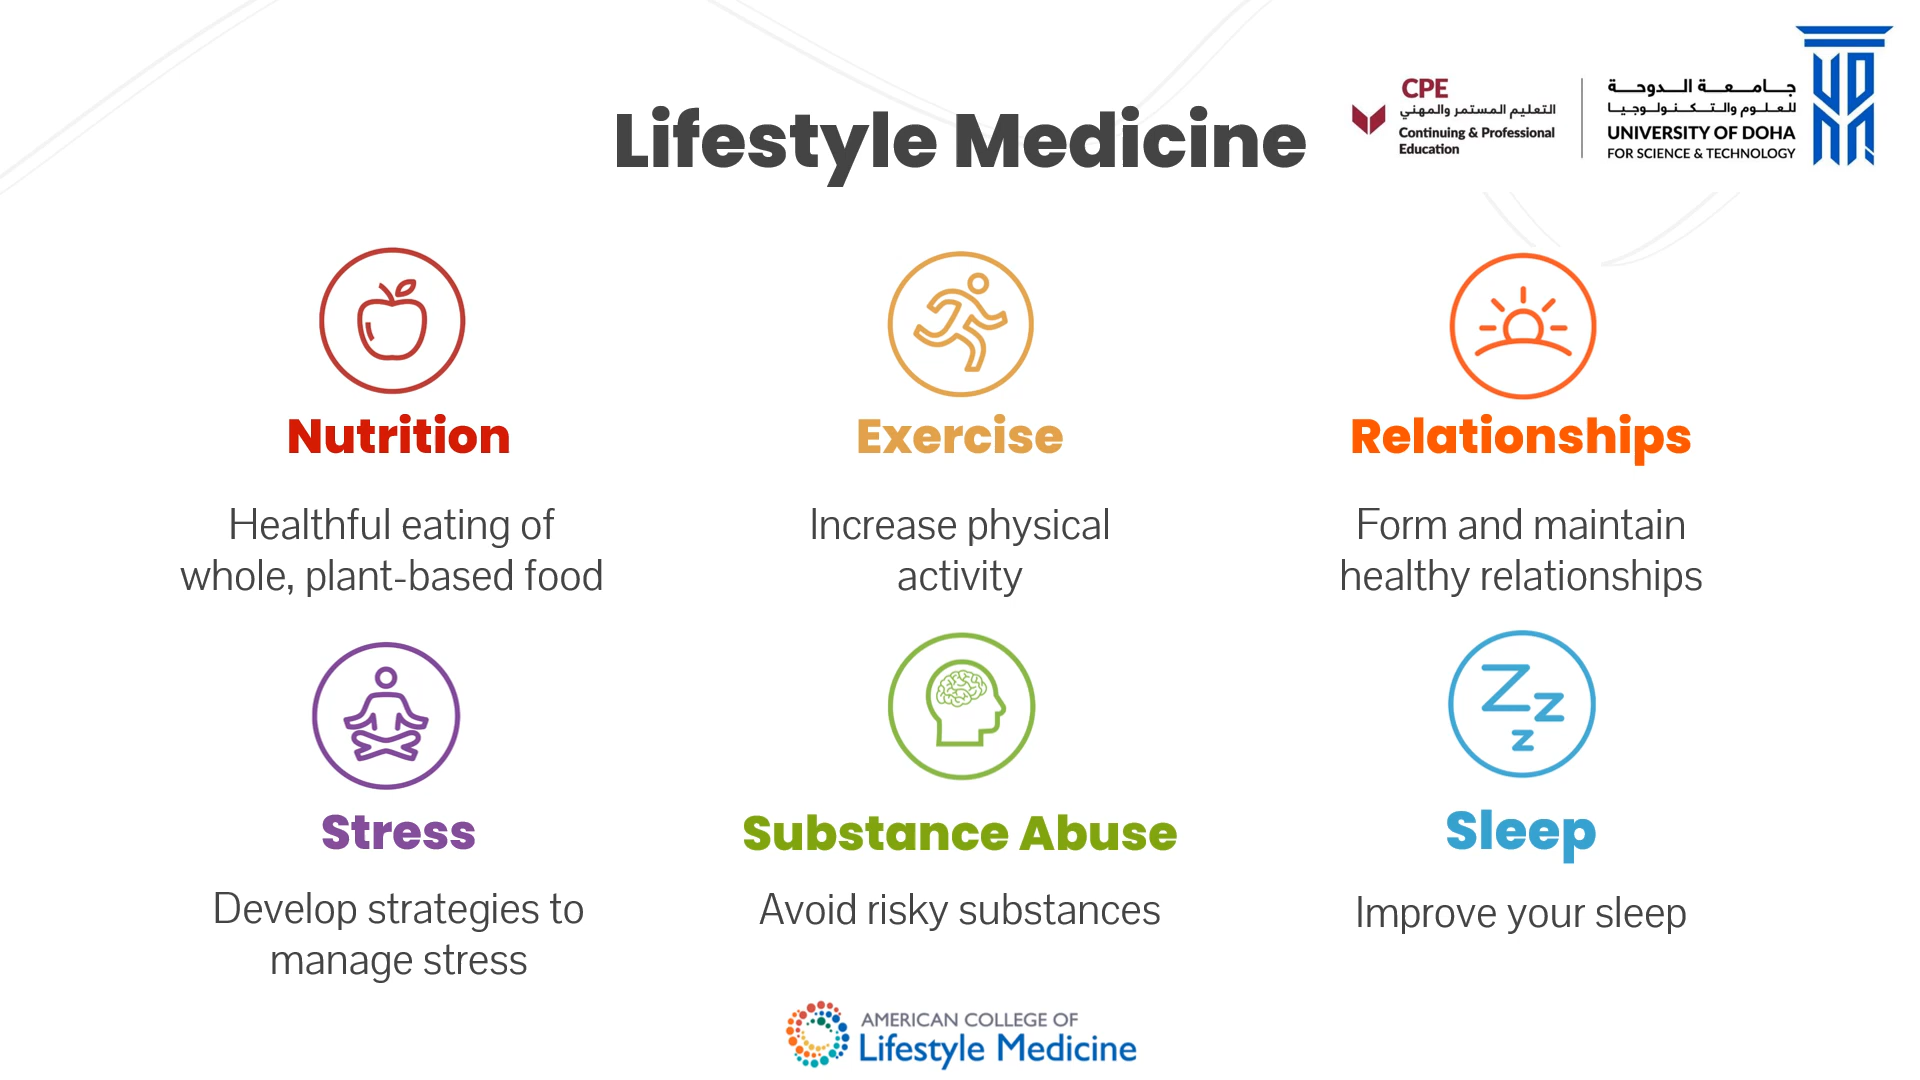 Lifestyle Medicine
CPE
التعليم المستمر والمهني
Continuing & Professional
Education
جامعة الدوحة
للعلوم والتكنولوجيا
UNIVERSITY OF DOHA
FOR SCIENCE & TECHNOLOGY
Nutrition
Healthful eating of
whole, plant-based food
Exercise
Increase physical
activity
Relationships
Form and maintain
healthy relationships
Zzz
Stress
Develop strategies to
manage stress
Substance Abuse
Avoid risky substances
Sleep
Improve your sleep
AMERICAN COLLEGE OF
Lifestyle Medicine